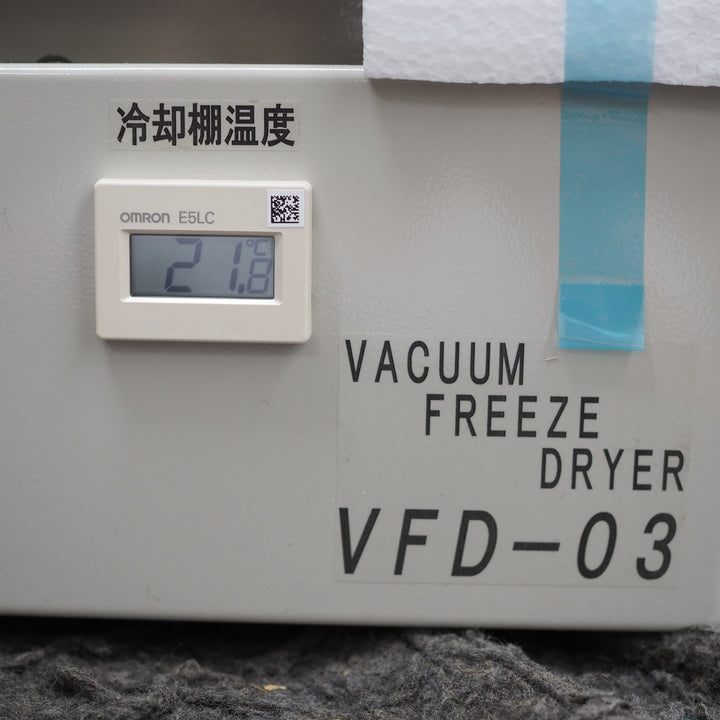 冷却棚温度
omron E5LC
21.8°C
VACUUM
FREEZE
DRYER
VFD-03